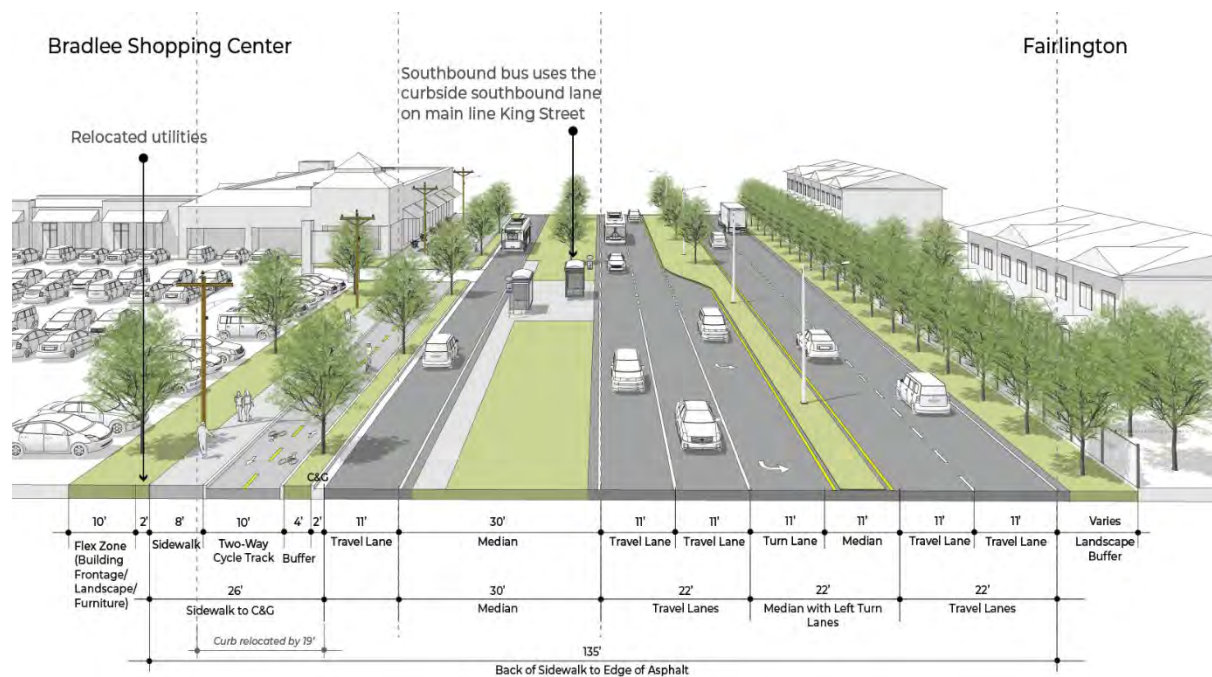 Bradlee Shopping Center
Fairlington
Southbound bus uses the
curbside southbound lane
on main line King Street
Relocated utilities
C&G
10' 2' 8' 10' 4' 2' 11' 30' 11' 11' 11' 11' 11' 11' Varies
Flex Zone
(Building
Frontage/
Landscape/
Furniture)
Sidewalk
Two-Way
Cycle Track
Buffer
Travel Lane
Median
Travel Lane
Travel Lane
Turn Lane
Median
Travel Lane
Travel Lane
Landscape
Buffer
26'
Sidewalk to C&G
30'
Median
22'
Travel Lanes
22'
Median with Left Turn
Lanes
22'
Travel Lanes
Curb relocated by 19'
135'
Back of Sidewalk to Edge of Asphalt